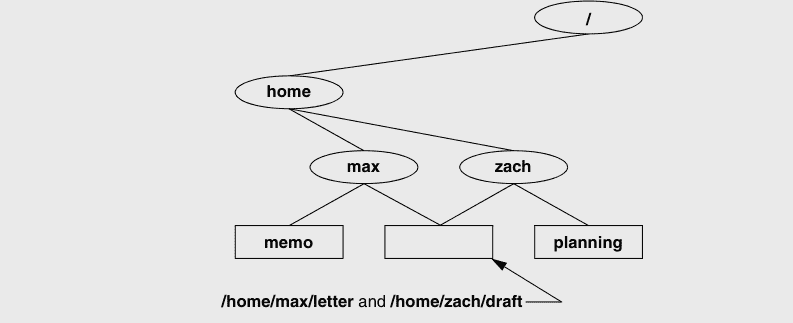 /
home
max
zach
memo
planning
/home/max/letter and /home/zach/draft